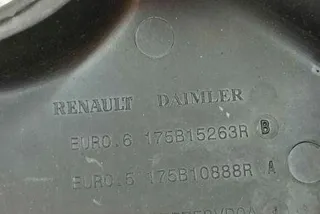 RENAULT DAIMLER
EURO.6 175B15263R B
EURO.5 175B10888R A